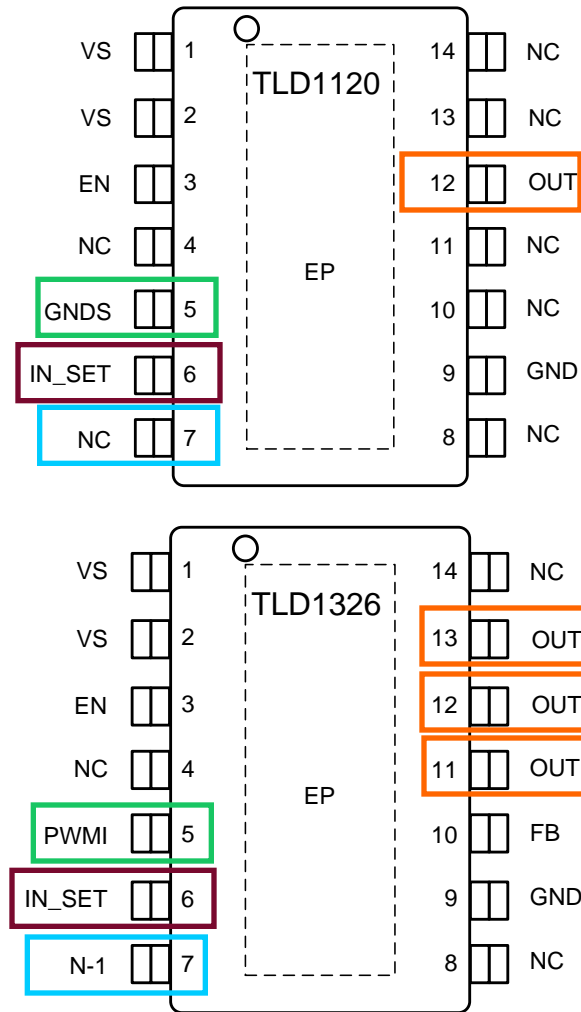 VS 1 14 NC
TLD1120
VS 2 13 NC
EN 3 12 OUT
NC 4 11 NC
EP
GNDS 5 10 NC
IN_SET 6 9 GND
NC 7 8 NC
VS 1 14 NC
TLD1326
VS 2 13 OUT
EN 3 12 OUT
NC 4 11 OUT
EP
PWMI 5 10 FB
IN_SET 6 9 GND
N-1 7 8 NC